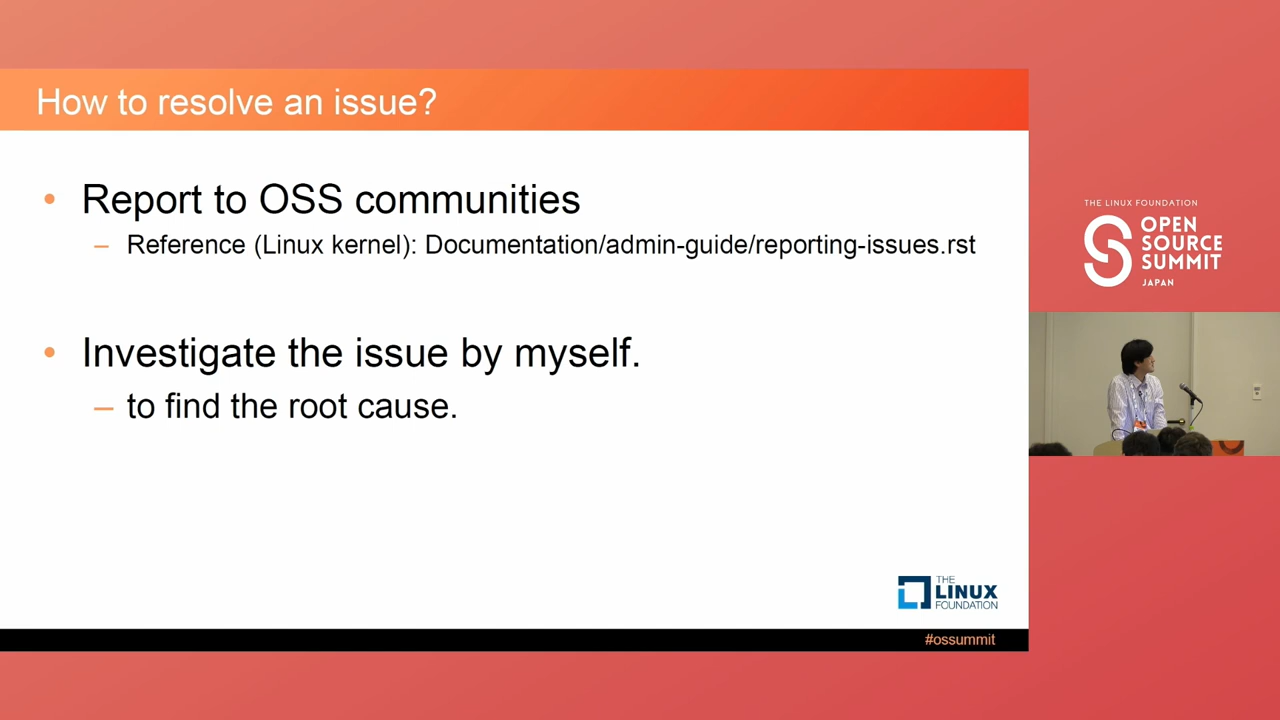 How to resolve an issue?
• Report to OSS communities
– Reference (Linux kernel): Documentation/admin-guide/reporting-issues.rst
• Investigate the issue by myself.
– to find the root cause.
THE
LINUX
FOUNDATION
#ossummit
THE LINUX FOUNDATION
OPEN
SOURCE
SUMMIT
JAPAN